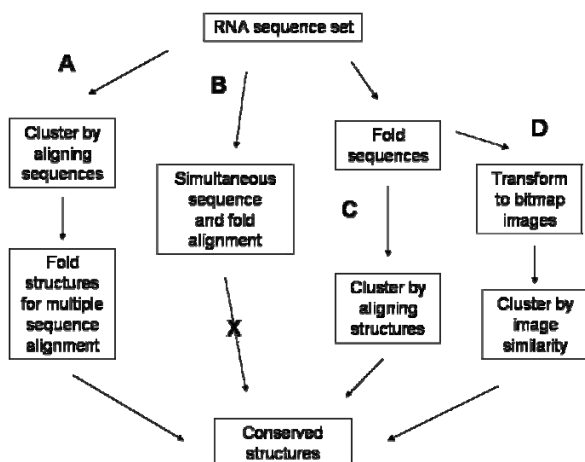 RNA sequence set
A
B
Cluster by
aligning
sequences
Fold
sequences
D
Simultaneous
sequence
and fold
alignment
C
Transform
to bitmap
images
Fold
structures
for multiple
sequence
alignment
Cluster by
aligning
structures
Cluster by
image
similarity
X
Conserved
structures